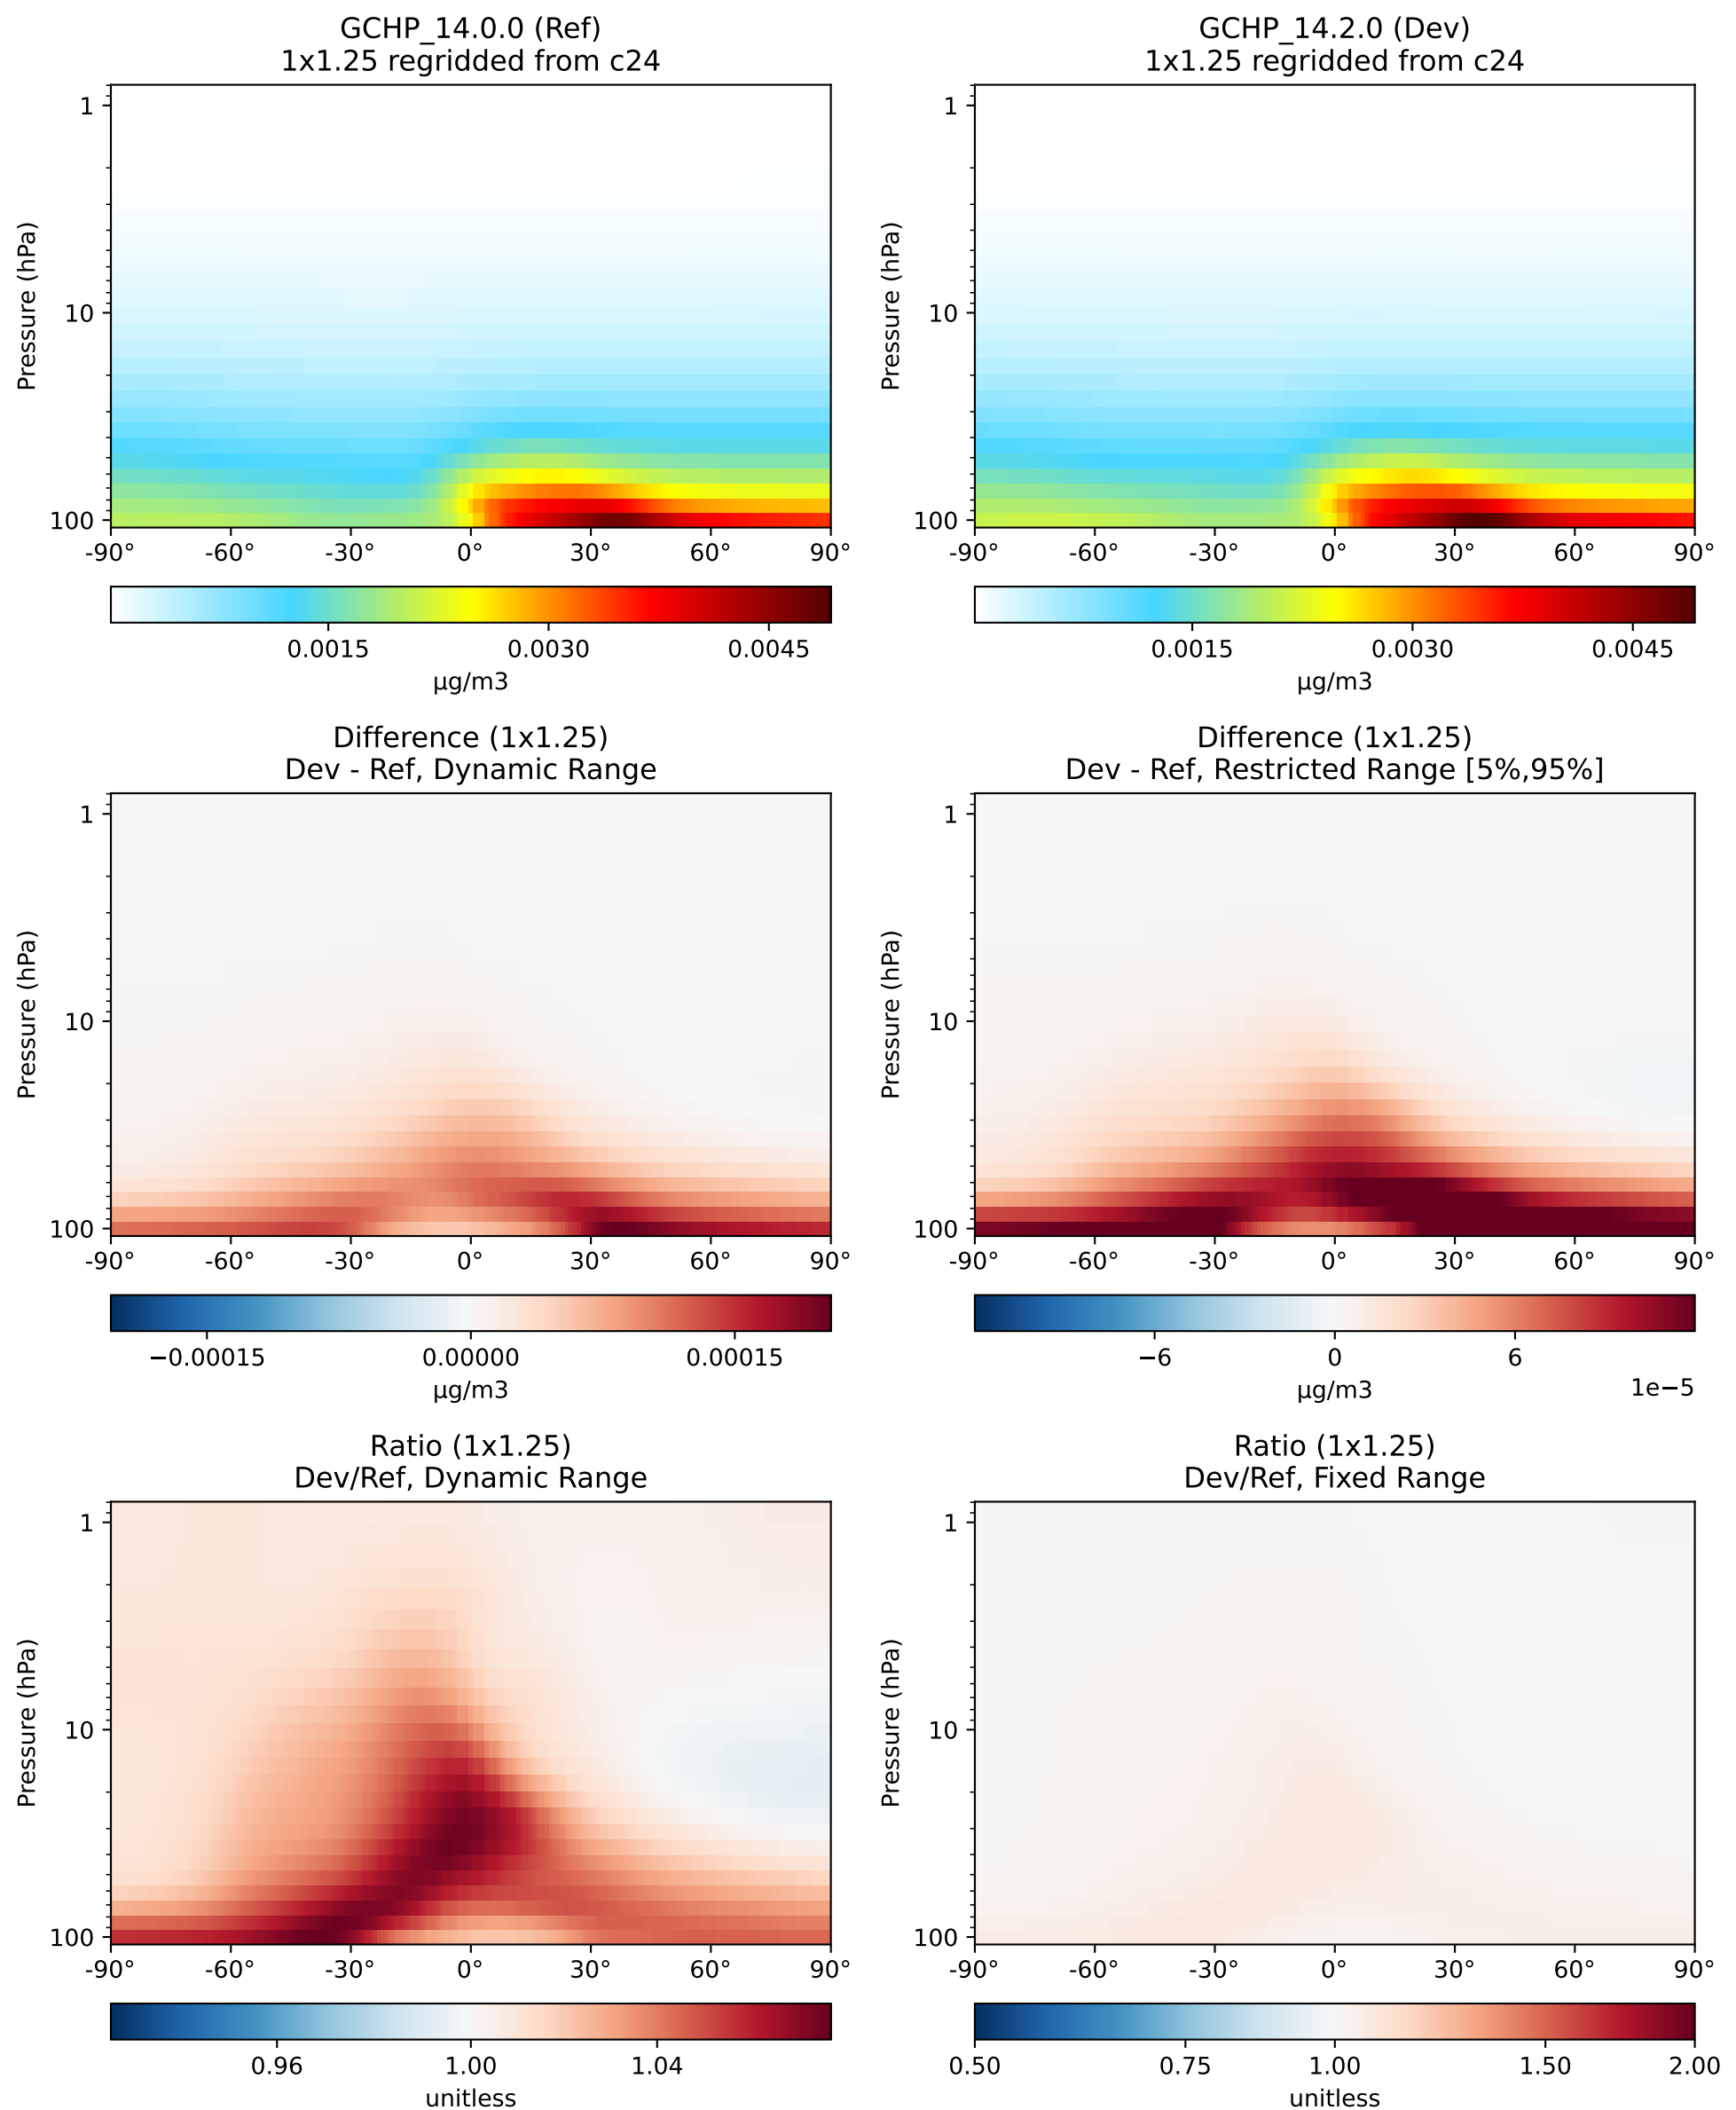 GCHP_14.0.0 (Ref)
1x1.25 regridded from c24
Pressure (hPa)
1
10
100
-90° -60° -30° 0° 30° 60° 90°
0.0015 0.0030 0.0045
µg/m3
GCHP_14.2.0 (Dev)
1x1.25 regridded from c24
Pressure (hPa)
1
10
100
-90° -60° -30° 0° 30° 60° 90°
0.0015 0.0030 0.0045
µg/m3
Difference (1x1.25)
Dev - Ref, Dynamic Range
Pressure (hPa)
1
10
100
-90° -60° -30° 0° 30° 60° 90°
−0.00015 0.00000 0.00015
µg/m3
Difference (1x1.25)
Dev - Ref, Restricted Range [5%,95%]
Pressure (hPa)
1
10
100
-90° -60° -30° 0° 30° 60° 90°
−6 0 6
µg/m3
1e−5
Ratio (1x1.25)
Dev/Ref, Dynamic Range
Pressure (hPa)
1
10
100
-90° -60° -30° 0° 30° 60° 90°
0.96 1.00 1.04
unitless
Ratio (1x1.25)
Dev/Ref, Fixed Range
Pressure (hPa)
1
10
100
-90° -60° -30° 0° 30° 60° 90°
0.50 0.75 1.00 1.50 2.00
unitless